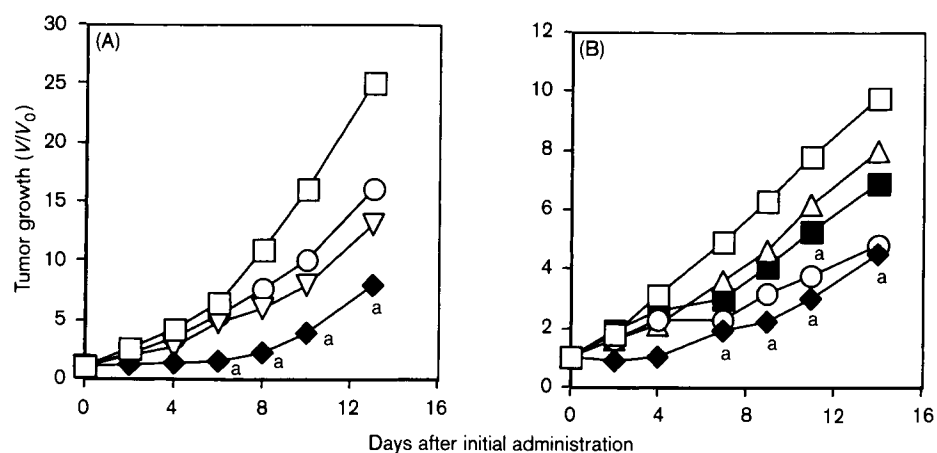 (A)
30
25
20
15
10
5
0
Tumor growth (V/V0)
a a a a
0 4 8 12 16
(B)
12
10
8
6
4
2
0
a
a a a a
0 4 8 12 16
Days after initial administration